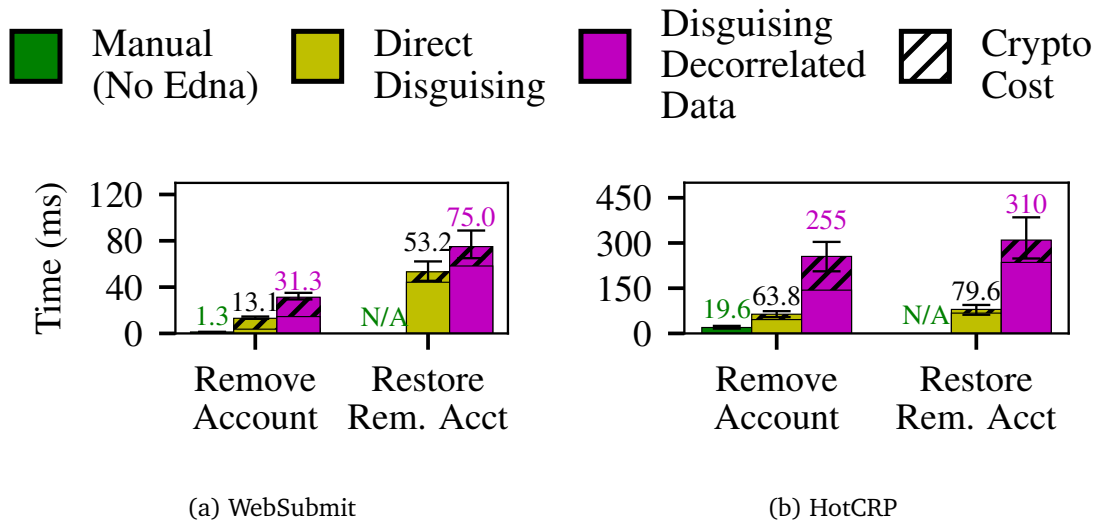 Manual
(No Edna)
Direct
Disguising
Disguising
Decorrelated
Data
Crypto
Cost
Time (ms)
120
80
40
0
1.3
13.1
31.3
N/A
53.2
75.0
Remove
Account
Restore
Rem. Acct
(a) WebSubmit
450
300
150
0
19.6
63.8
255
N/A
79.6
310
Remove
Account
Restore
Rem. Acct
(b) HotCRP